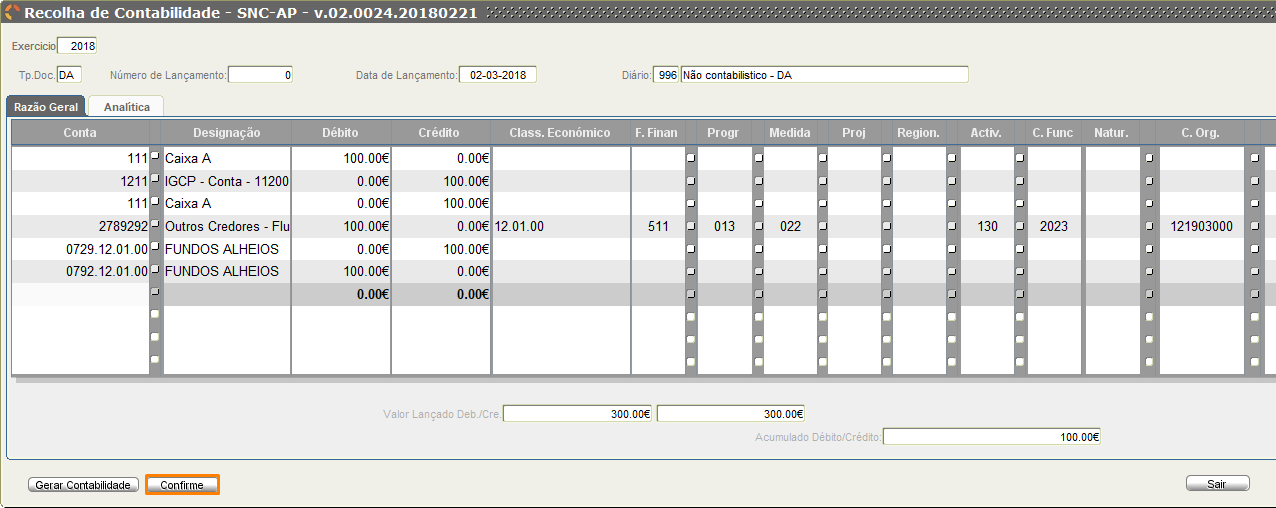 Recolha de Contabilidade - SNC-AP - v.02.0024.20180221
Exercicio 2018
Tp.Doc. DA Número de Lançamento: 0 Data de Lançamento: 02-03-2018 Diário: 996 Não contabilistico - DA
Razão Geral Analítica
Conta Designação Débito Crédito Class. Económico F. Finan Progr Medida Proj Region. Activ. C. Func Natur. C. Org.
111 Caixa A 100.00€ 0.00€
1211 IGCP - Conta - 11200 0.00€ 100.00€
111 Caixa A 0.00€ 100.00€
2789292 Outros Credores - Flu 100.00€ 0.00€ 12.01.00 511 013 022 130 2023 121903000
0729.12.01.00 FUNDOS ALHEIOS 0.00€ 100.00€
0792.12.01.00 FUNDOS ALHEIOS 100.00€ 0.00€
0.00€ 0.00€
Valor Lançado Deb./Cre. 300.00€ 300.00€
Acumulado Débito/Crédito: 100.00€
Gerar Contabilidade Confirme Sair